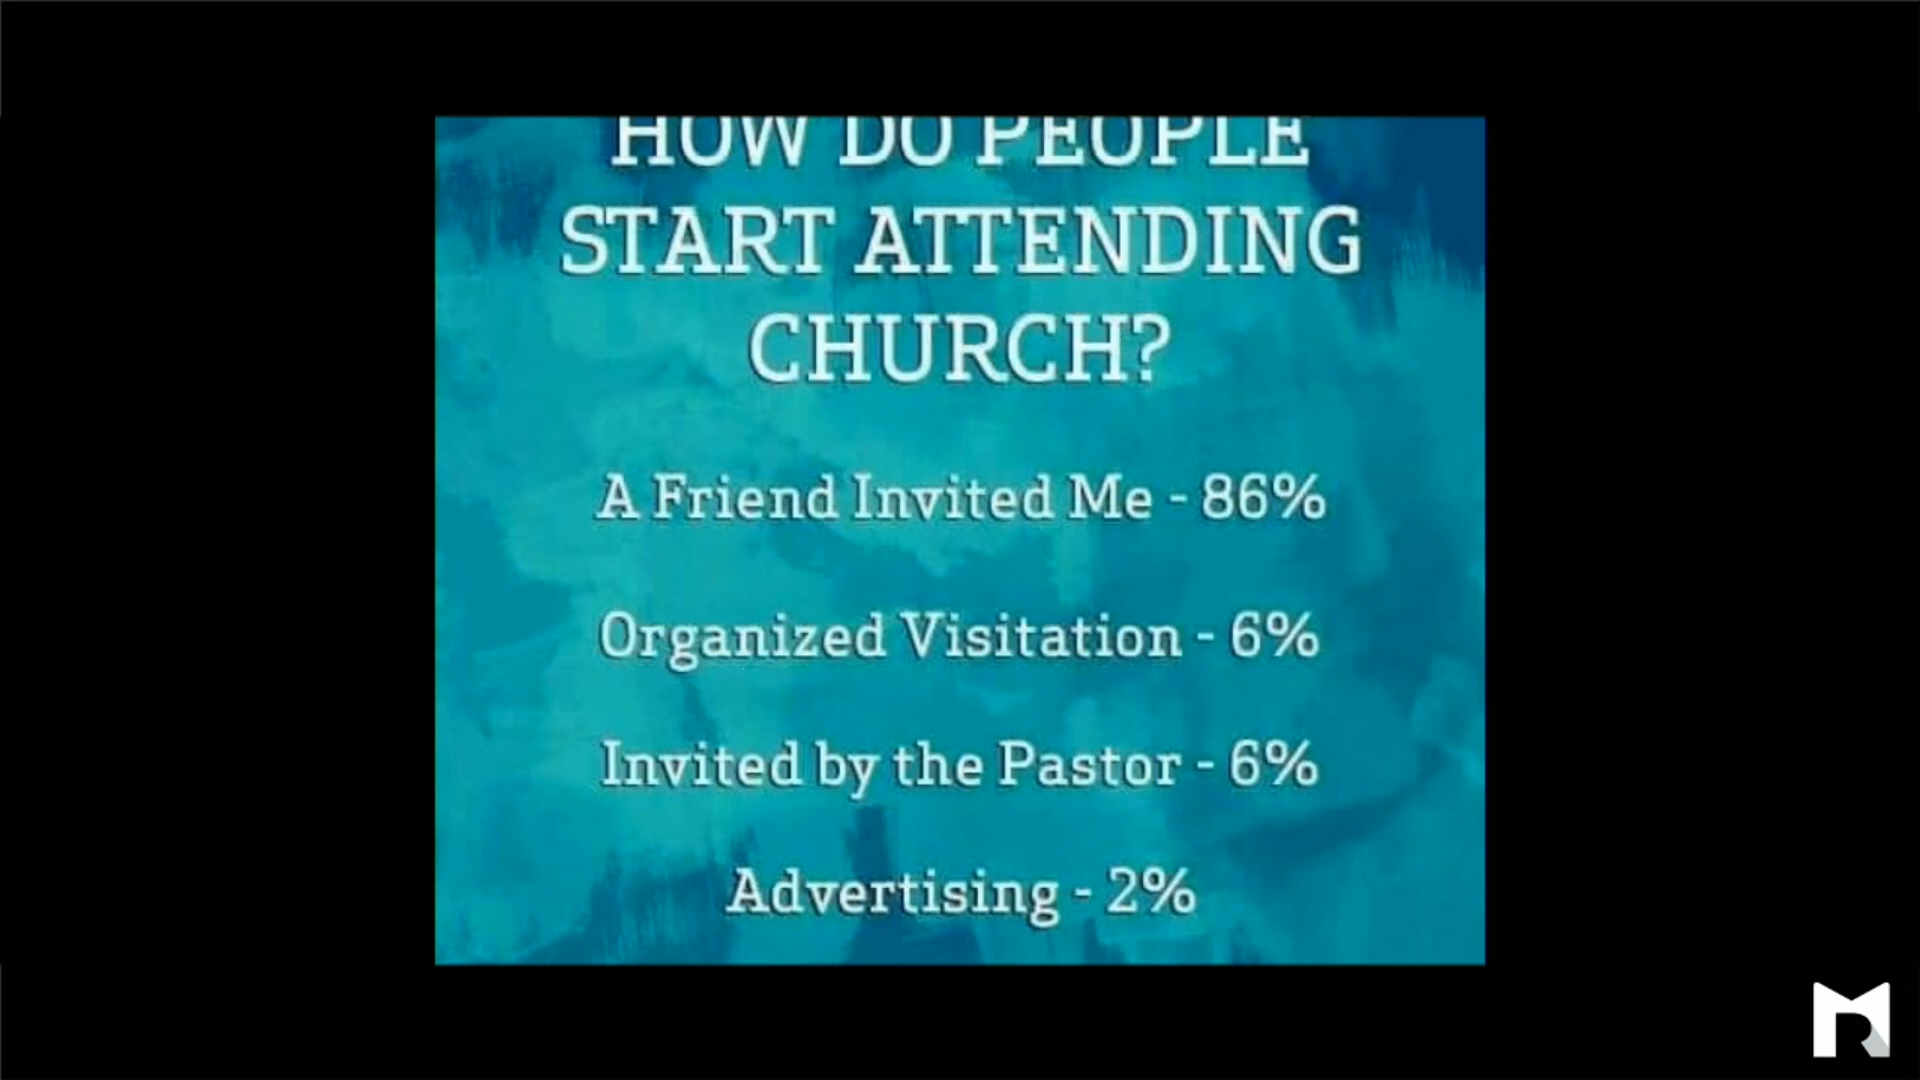 HOW DO PEOPLE
START ATTENDING
CHURCH?
A Friend Invited Me - 86%
Organized Visitation - 6%
Invited by the Pastor - 6%
Advertising - 2%